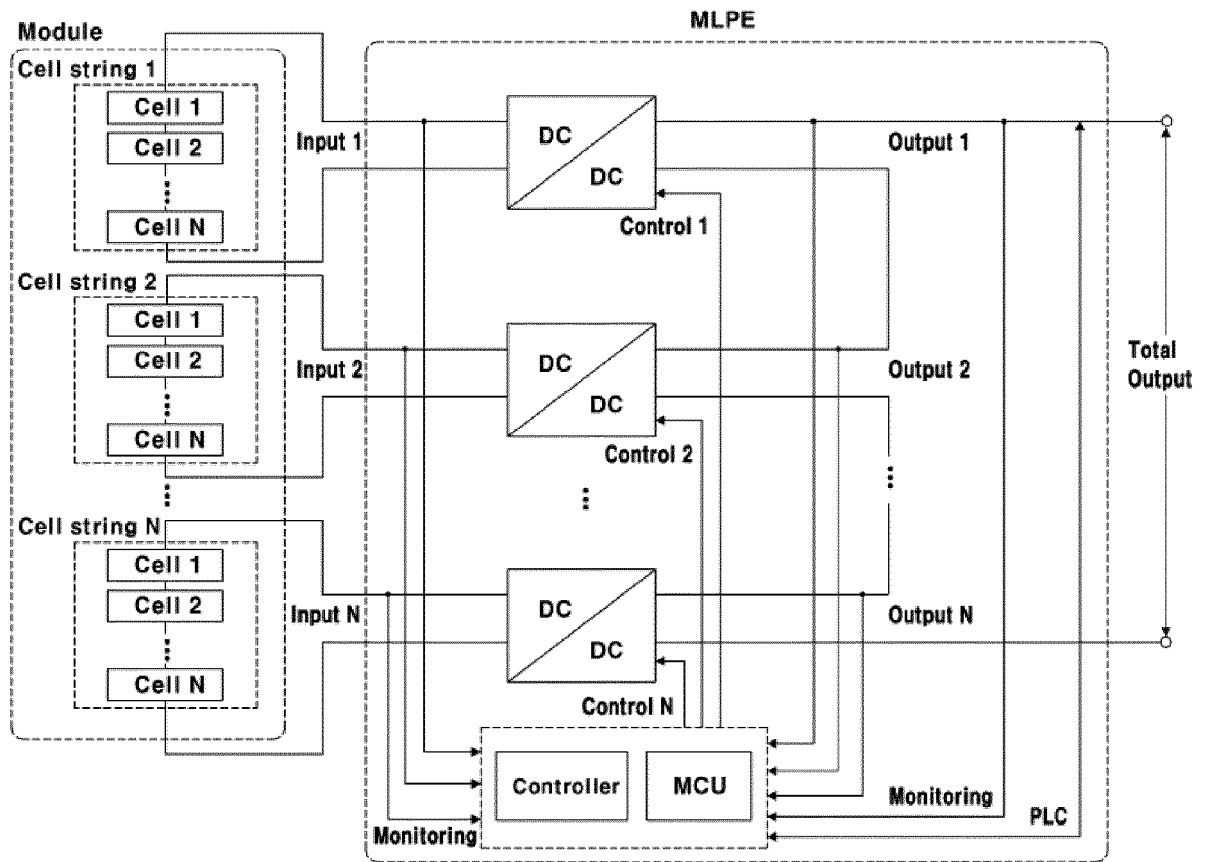 MLPE
Module
Cell string 1
Cell 1
Cell 2
Cell N
Input 1
DC
DC
Output 1
Control 1
Cell string 2
Cell 1
Cell 2
Cell N
Input 2
DC
DC
Output 2
Control 2
Total
Output
Cell string N
Cell 1
Cell 2
Cell N
Input N
DC
DC
Output N
Control N
Controller
MCU
Monitoring
Monitoring
PLC